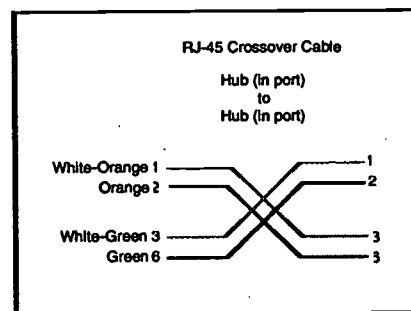 RJ-45 Crossover Cable
Hub (in port)
to
Hub (in port)
White-Orange 1
Orange 2
White-Green 3
Green 6
1
2
3